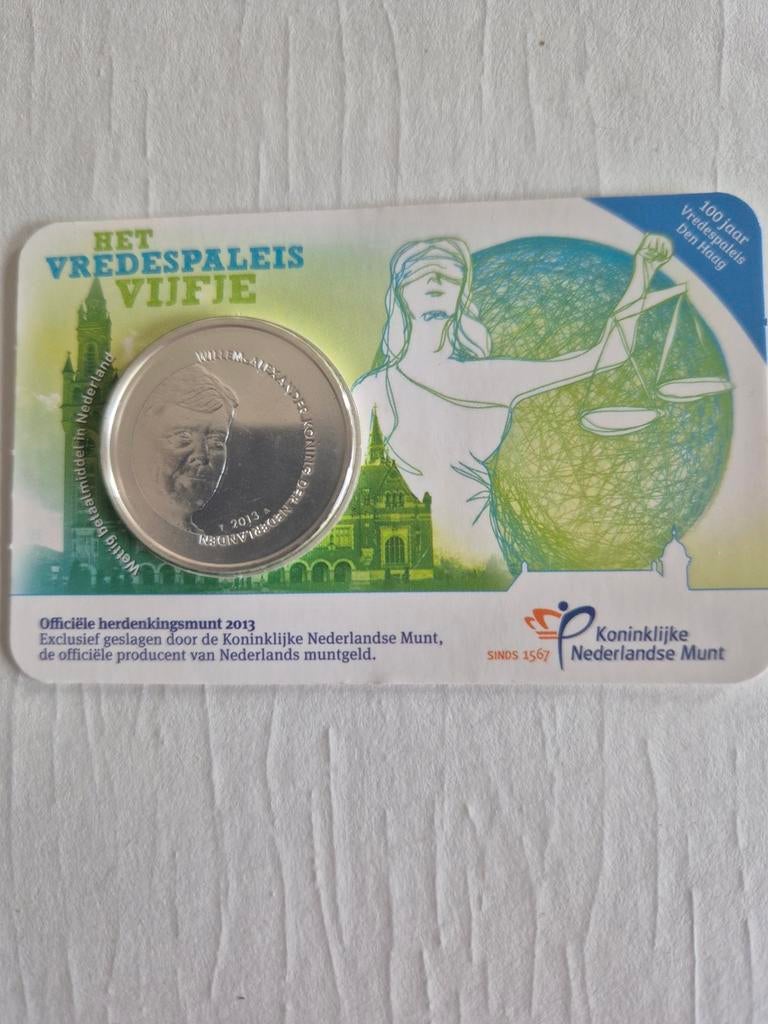 HET
VREDESPALEIS
VIJFJE
100 jaar
Vredespaleis
Den Haag
Wettig betaalmiddel in Nederland
WILLEM-ALEXANDER KONING DER NEDERLANDEN
2013
Officiële herdenkingsmunt 2013
Exclusief geslagen door de Koninklijke Nederlandse Munt,
de officiële producent van Nederlands muntgeld.
SINDS 1567
Koninklijke
Nederlandse Munt